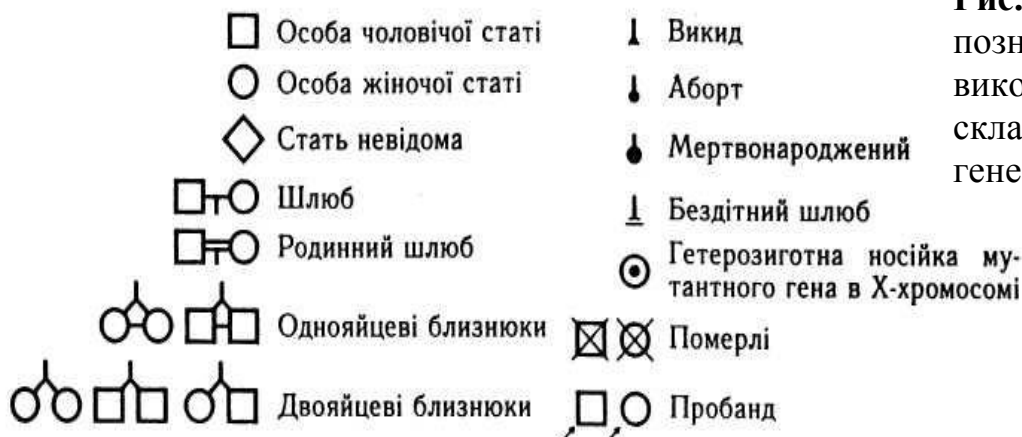 Особа чоловічої статі
Особа жіночої статі
Стать невідома
Шлюб
Родинний шлюб
Однояйцеві близнюки
Двояйцеві близнюки
Викид
Аборт
Мертвонароджений
Бездітний шлюб
Гетерозиготна носійка му-
тантного гена в X-хромосомі
Померлі
Пробанд
Рис.
позн
вико
скла
гене